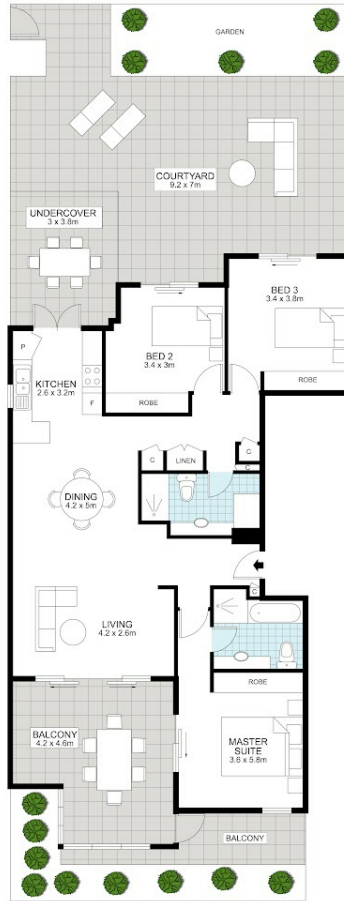 GARDEN
COURTYARD
9.2 x 7m
UNDERCOVER
3 x 3.8m
BED 3
3.4 x 3.8m
BED 2
3.4 x 3m
P
KITCHEN
2.6 x 3.2m
F
ROBE
ROBE
C
LINEN
C
C
DINING
4.2 x 5m
C
LIVING
4.2 x 2.6m
ROBE
BALCONY
4.2 x 4.6m
MASTER
SUITE
3.6 x 5.8m
BALCONY